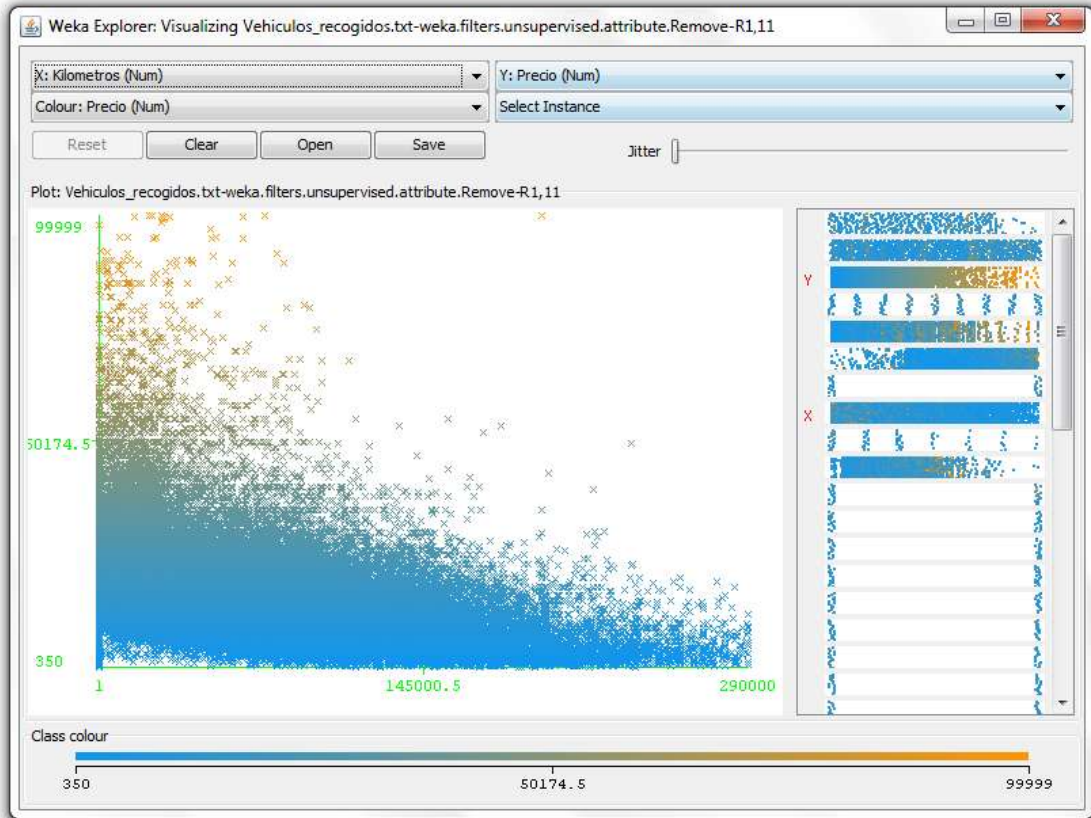 Weka Explorer: Visualizing Vehiculos_recogidos.txt-weka.filters.unsupervised.attribute.Remove-R1,11
X: Kilometros (Num)
Y: Precio (Num)
Colour: Precio (Num)
Select Instance
Reset
Clear
Open
Save
Jitter
Plot: Vehiculos_recogidos.txt-weka.filters.unsupervised.attribute.Remove-R1,11
99999
50174.5
350
1
145000.5
290000
Y
X
Class colour
350
50174.5
99999